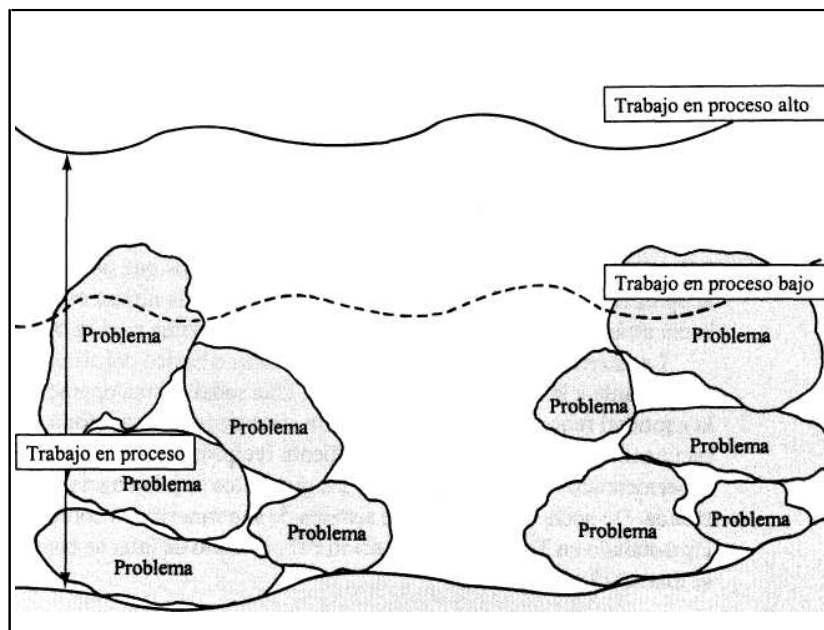 Trabajo en proceso alto
Trabajo en proceso bajo
Problema
Problema
Problema
Problema
Problema
Trabajo en proceso
Problema
Problema
Problema
Problema
Problema